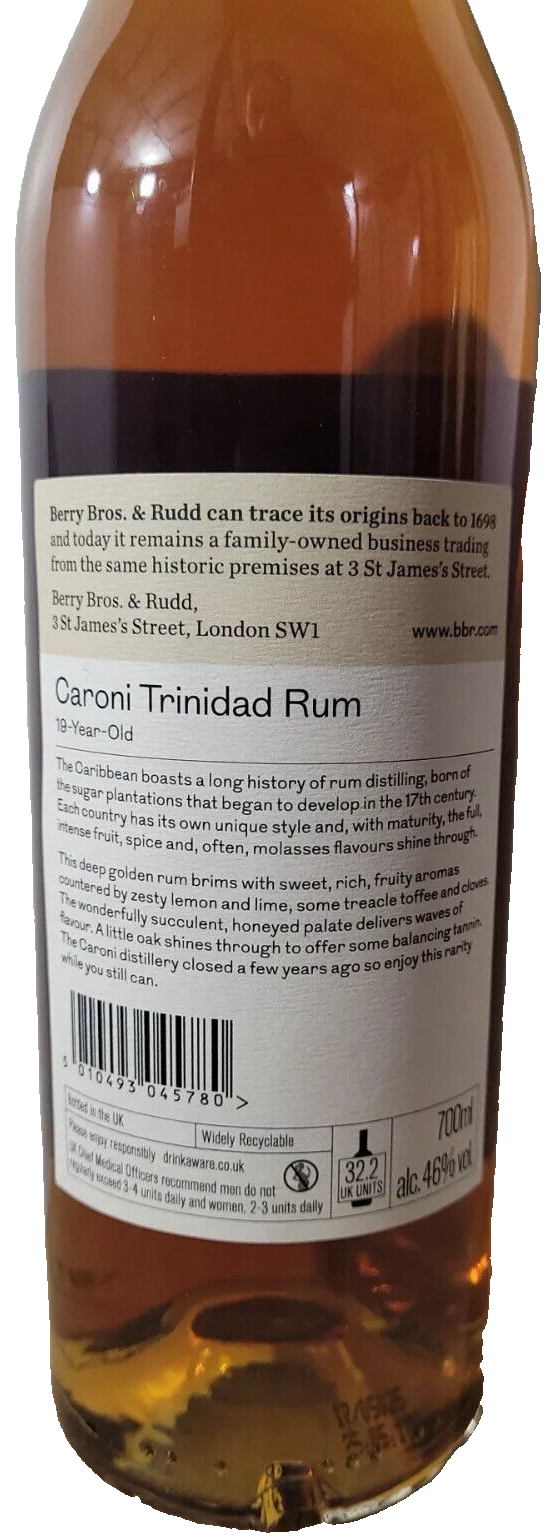 Berry Bros. & Rudd can trace its origins back to 1698
and today it remains a family-owned business trading
from the same historic premises at 3 St James's Street.
Berry Bros. & Rudd,
3 St James's Street, London SW1
www.bbr.com
Caroni Trinidad Rum
19-Year-Old
The Caribbean boasts a long history of rum distilling, born of
the sugar plantations that began to develop in the 17th century.
Each country has its own unique style and, with maturity, the full,
intense fruit, spice and, often, molasses flavours shine through.
This deep golden rum brims with sweet, rich, fruity aromas
countered by zesty lemon and lime, some treacle toffee and cloves.
The wonderfully succulent, honeyed palate delivers waves of
flavour. A little oak shines through to offer some balancing tannin.
The Caroni distillery closed a few years ago so enjoy this rarity
while you still can.
5 010493 045780 >
Bottled in the UK
Widely Recyclable
Please enjoy responsibly drinkaware.co.uk
UK Chief Medical Officers recommend men do not
regularly exceed 3-4 units daily and women, 2-3 units daily
32.2
UK UNITS
700ml
alc. 46% vol